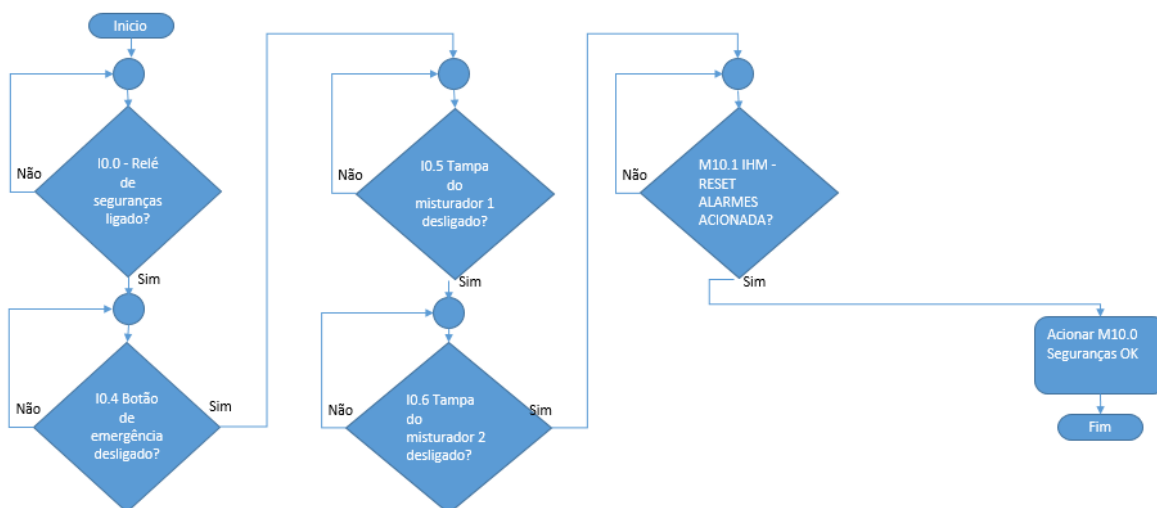 Inicio
I0.0 - Relé
de
seguranças
ligado?
Não
Sim
I0.4 Botão
de
emergência
desligado?
Não
Sim
I0.5 Tampa
do
misturador 1
desligado?
Não
Sim
I0.6 Tampa
do
misturador 2
desligado?
Não
Sim
M10.1 IHM -
RESET
ALARMES
ACIONADA?
Não
Sim
Acionar M10.0
Seguranças OK
Fim